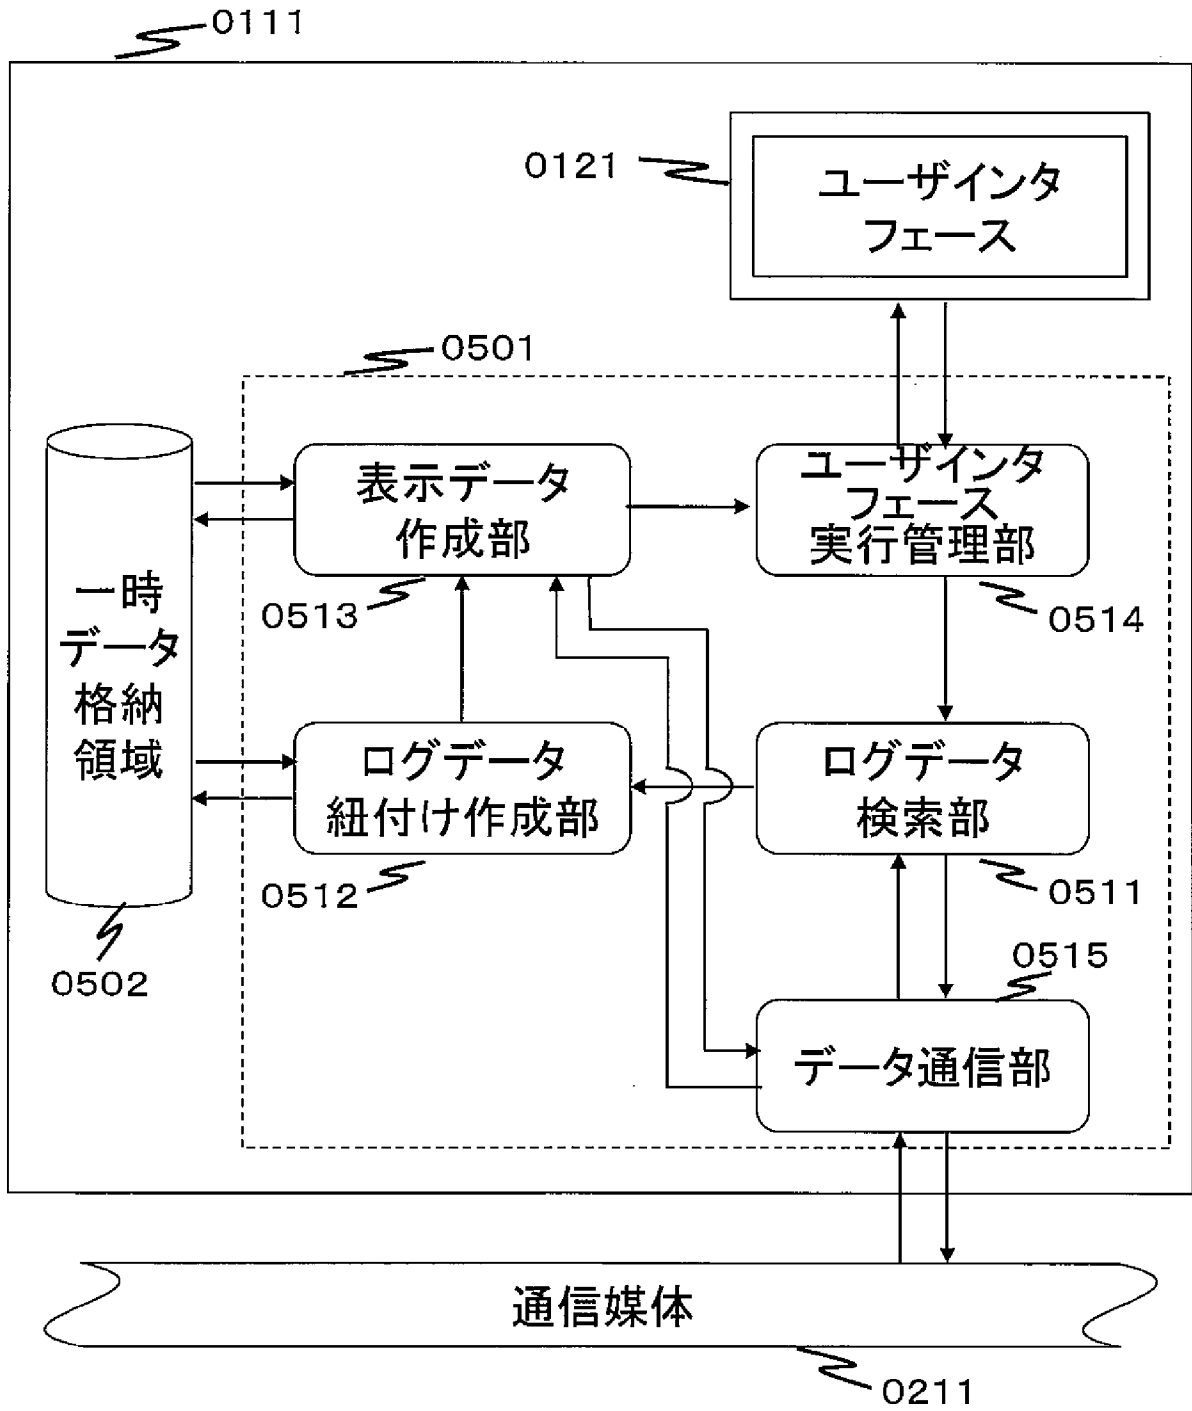 0111
0121
ユーザインタ
フェース
0501
表示データ
作成部
0513
ユーザインタ
フェース
実行管理部
0514
一時
データ
格納
領域
0502
ログデータ
紐付け作成部
0512
ログデータ
検索部
0511
0515
データ通信部
通信媒体
0211